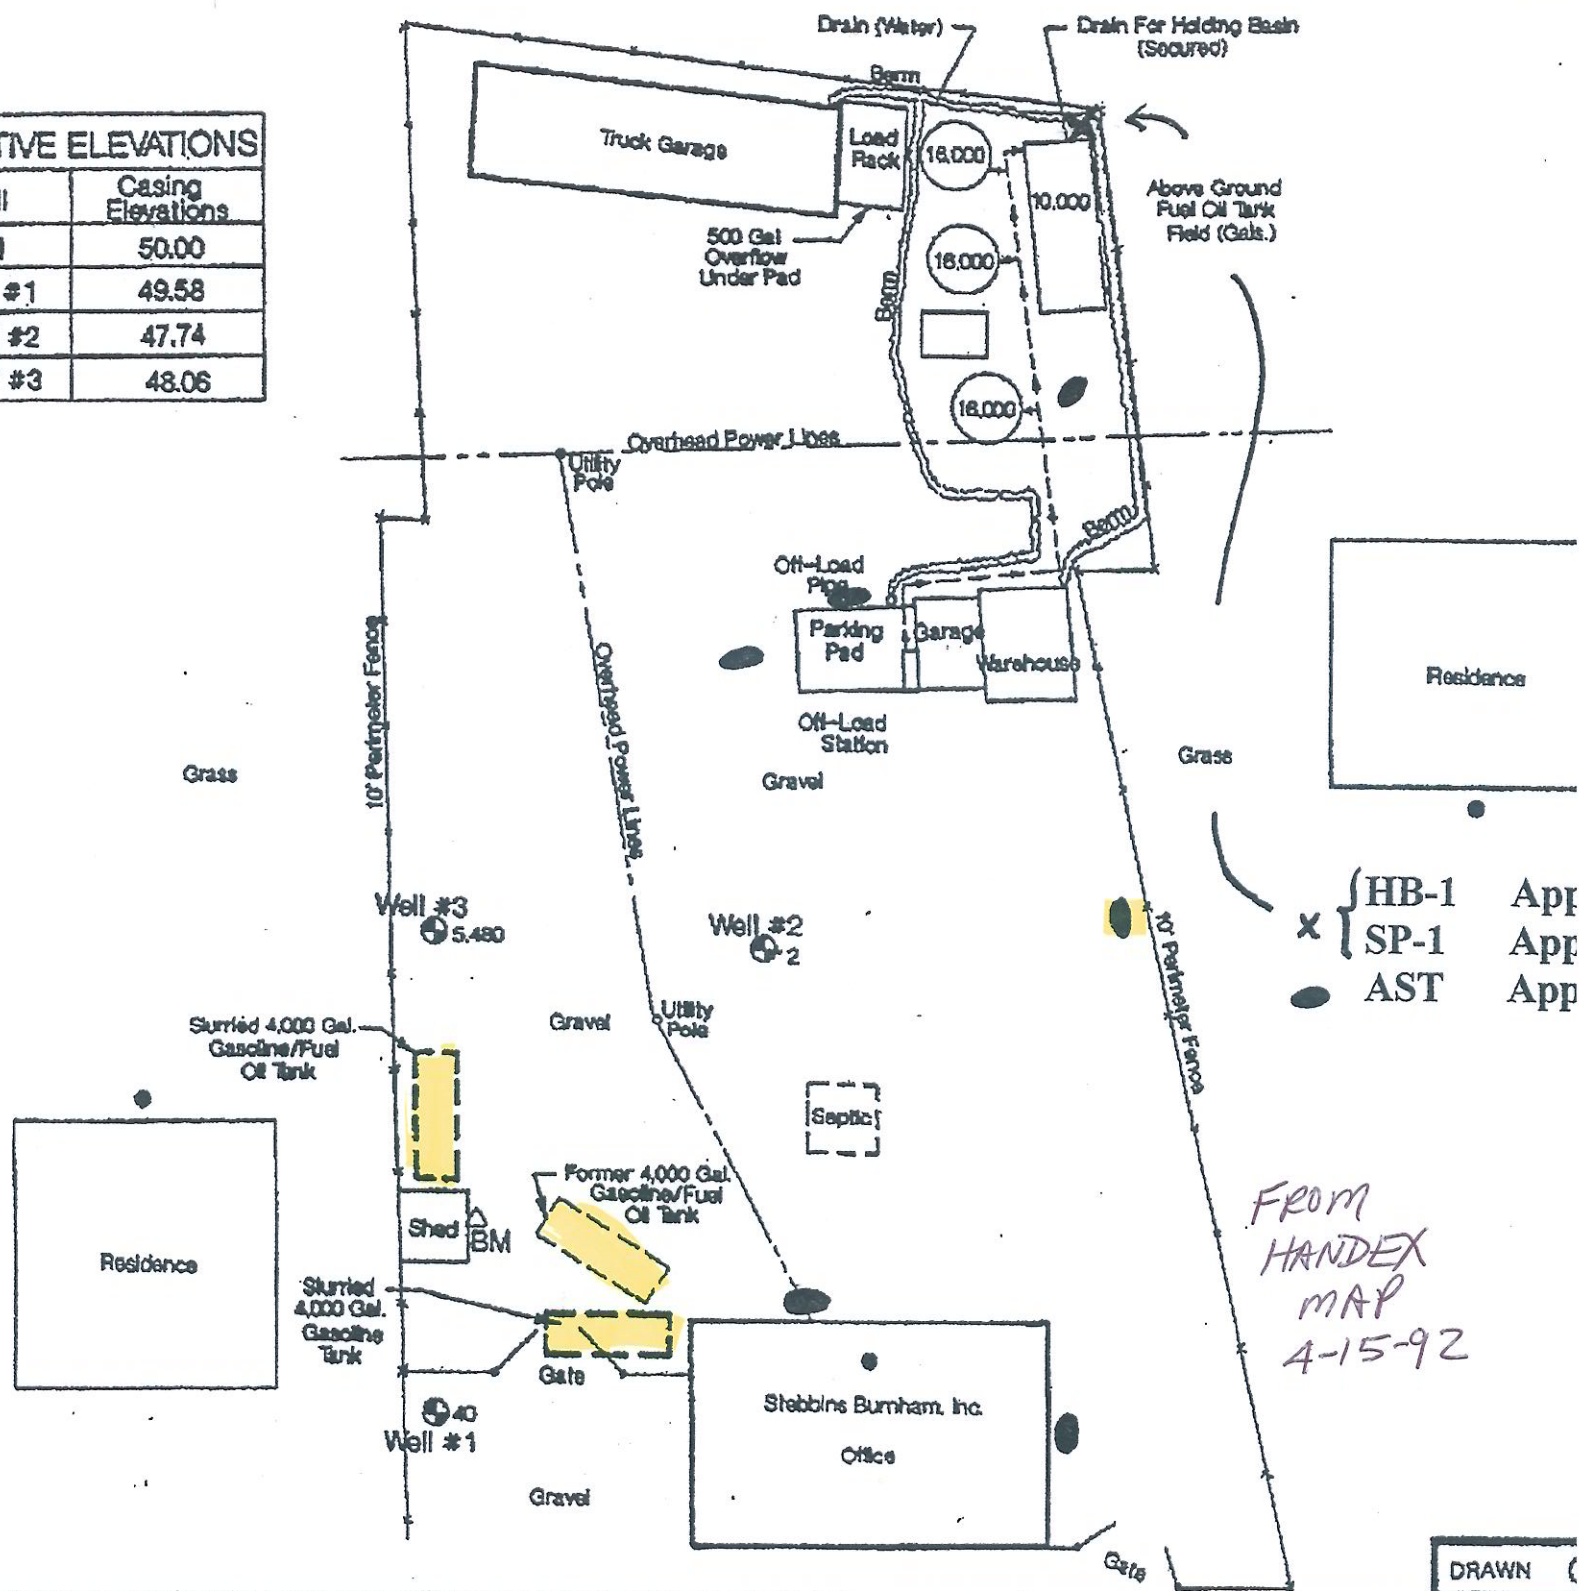 Drain (Water)
Drain For Holding Basin
(Secured)
Berm
TIVE ELEVATIONS
Casing
Elevations
50.00
#1 49.58
#2 47.74
#3 48.06
Truck Garage
Load
Rack
16,000
10,000
Above Ground
Fuel Oil Tank
Field (Gals.)
500 Gal
Overflow
Under Pad
16,000
Berm
16,000
Overhead Power Lines
Utility
Pole
Berm
Off-Load
Piping
Parking
Pad
Garage
Warehouse
Off-Load
Station
Overhead Power Lines
10' Perimeter Fence
Residence
Grass
Gravel
Grass
HB-1 App
X
SP-1 App
AST App
Well #3
5,480
Well #2
2
10' Perimeter Fence
Slurried 4,000 Gal.
Gasoline/Fuel
Oil Tank
Gravel
Utility
Pole
Septic
Former 4,000 Gal.
Gasoline/Fuel
Oil Tank
Shed
BM
Residence
Slurried
4,000 Gal.
Gasoline
Tank
Gate
FROM
HANDEX
MAP
4-15-92
40
Well #1
Stebbins Burnham, Inc.
Office
Gravel
Gate
DRAWN